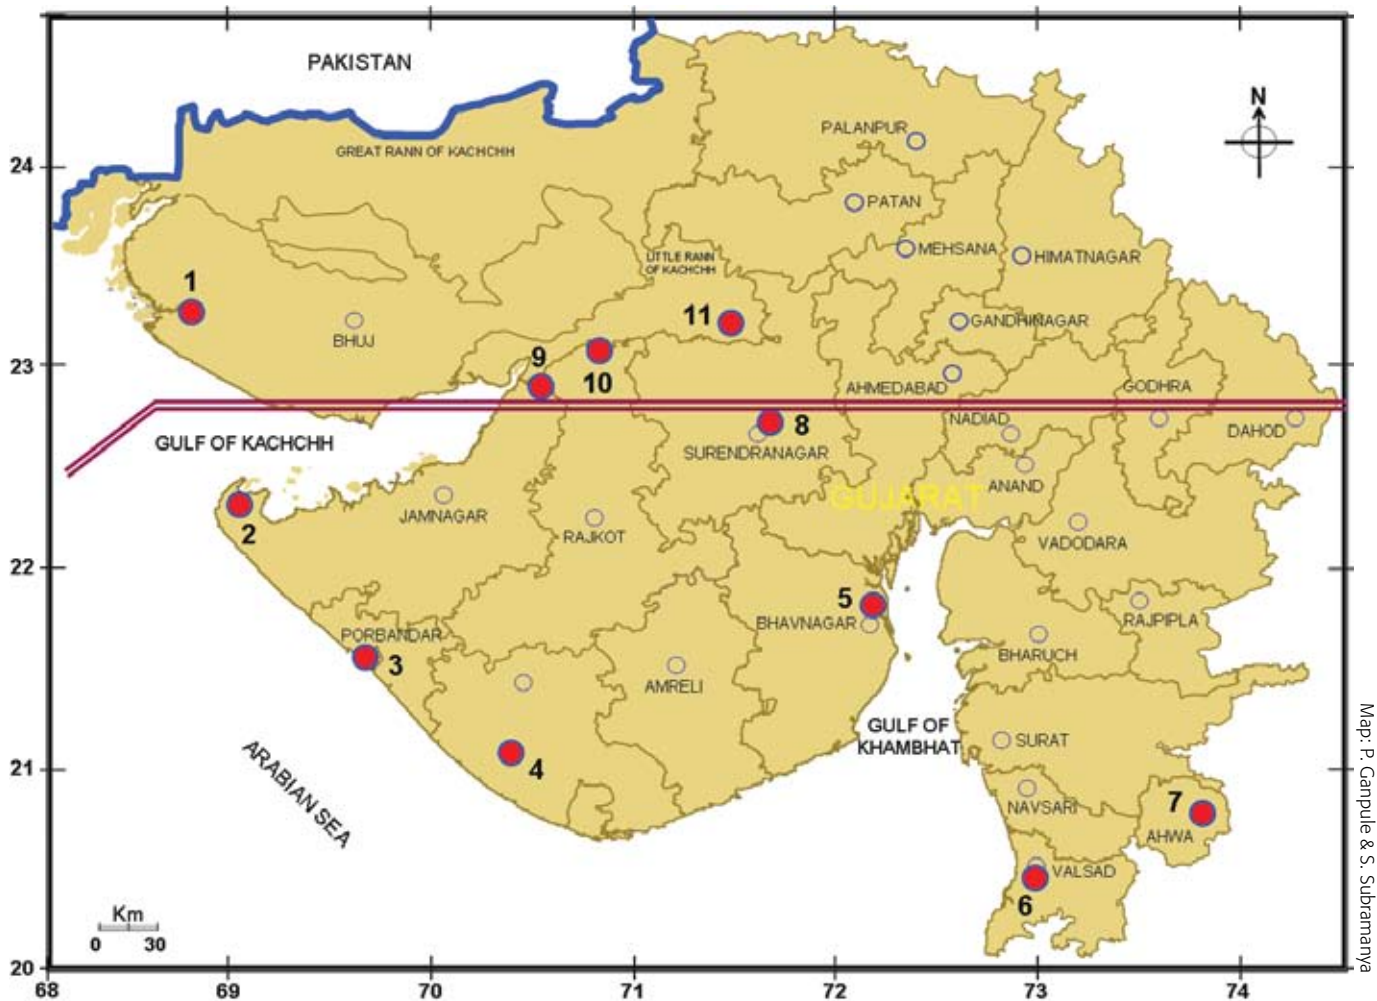 PAKISTAN
N
PALANPUR
24
GREAT RANN OF KACHCHH
PATAN
MEHSANA
HIMATNAGAR
LITTLE RANN
OF KACHCHH
1
11
GANDHINAGAR
BHUJ
9
23
10
AHMEDABAD
GODHRA
8
NADIAD
DAHOD
GULF OF KACHCHH
SURENDRANAGAR
ANAND
GUJARAT
JAMNAGAR
2
RAJKOT
VADODARA
22
5
BHAVNAGAR
RAJPIPLA
PORBANDAR
3
BHARUCH
AMRELI
GULF OF
KHAMBHAT
SURAT
4
21
ARABIAN SEA
NAVSARI
7
AHWA
VALSAD
6
Km
0 30
20
68 69 70 71 72 73 74
Map: P. Ganpule & S. Subramanya